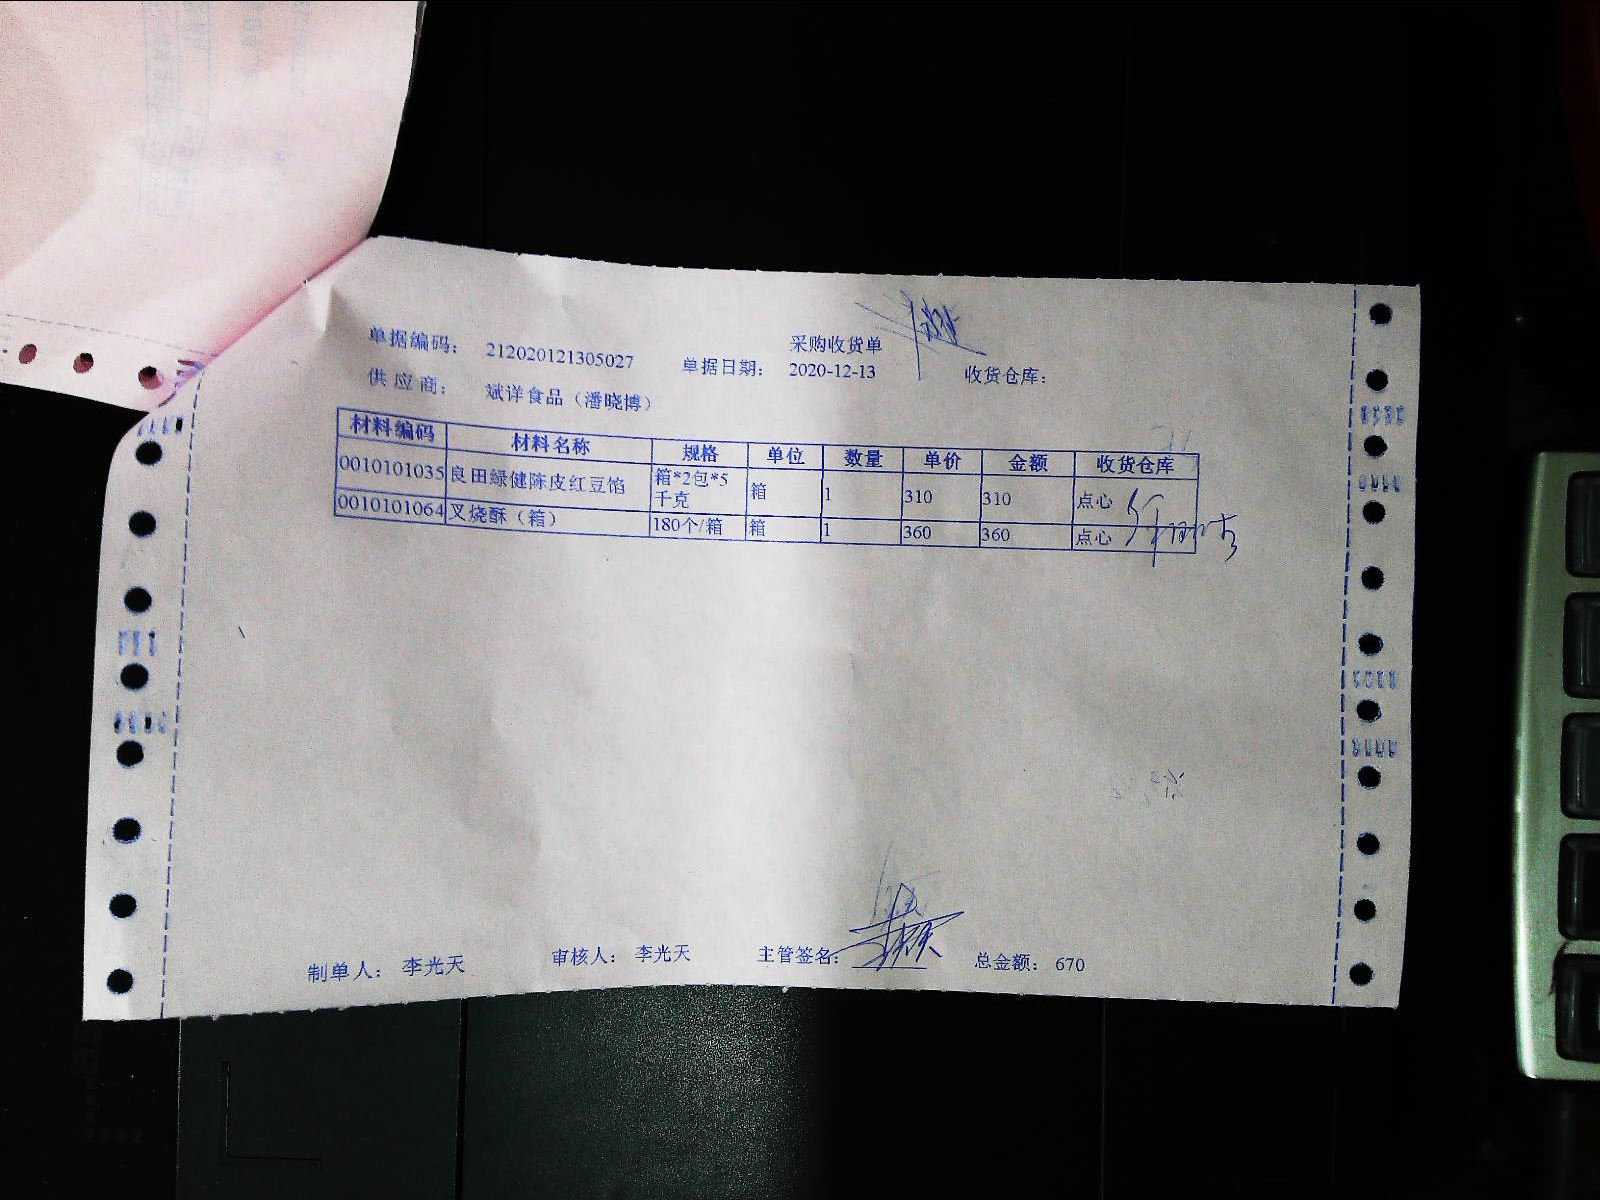 采购收货单
单据编码： 212020121305027 单据日期： 2020-12-13 收货仓库：
供应商： 斌详食品（潘晓博）
材料编码 材料名称 规格 单位 数量 单价 金额 收货仓库
0010101035 良田绿健陈皮红豆馅 箱*2包*5千克 箱 1 310 310 点心
0010101064 叉烧酥（箱） 180个/箱 箱 1 360 360 点心
制单人： 李光天 审核人： 李光天 主管签名： 总金额： 670